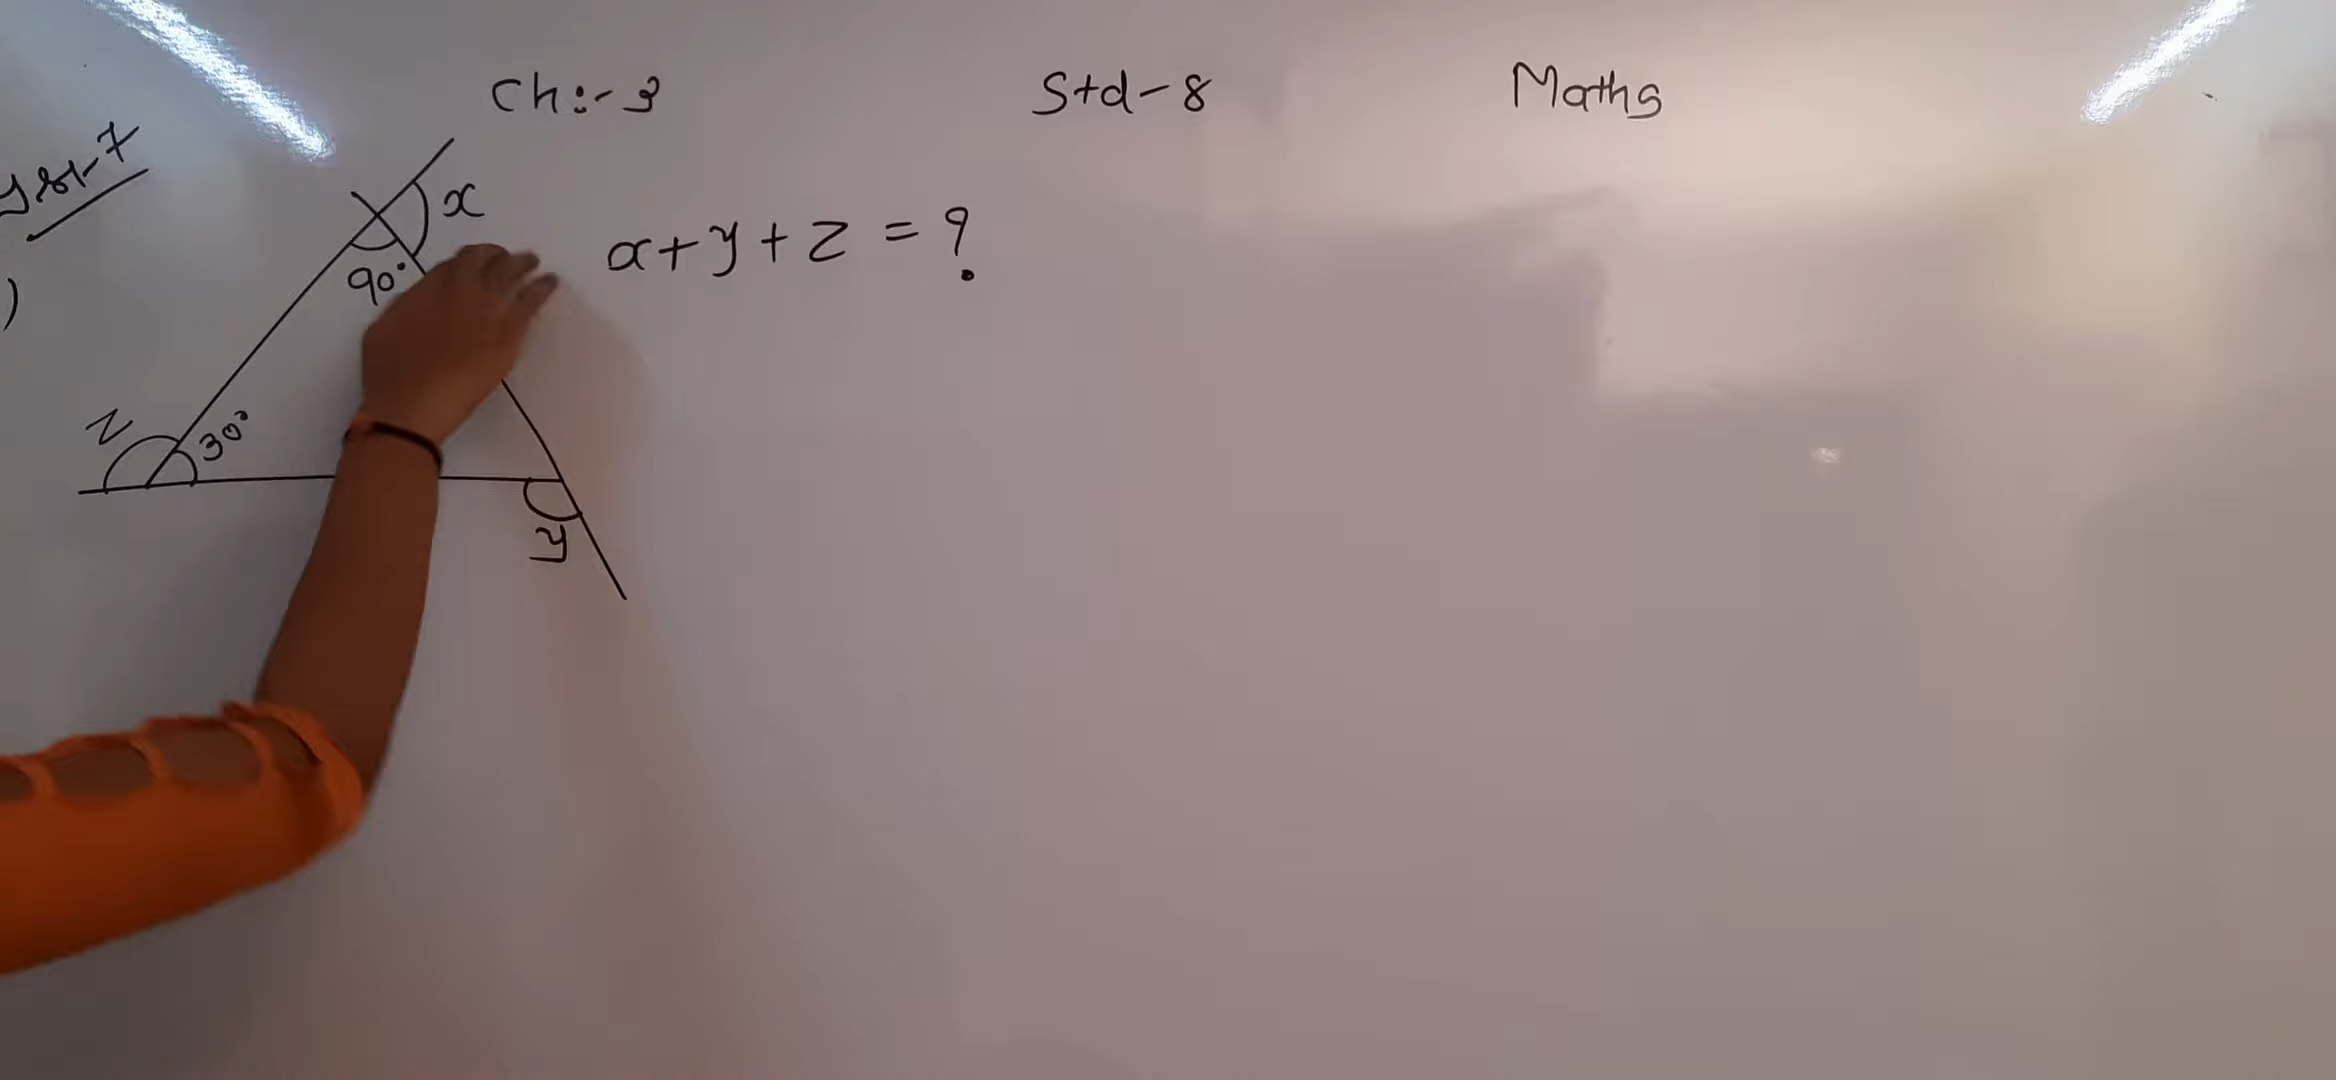 Ch:- 3 Std-8 Maths
x
x+y+z = ?
90°
z
30°
y